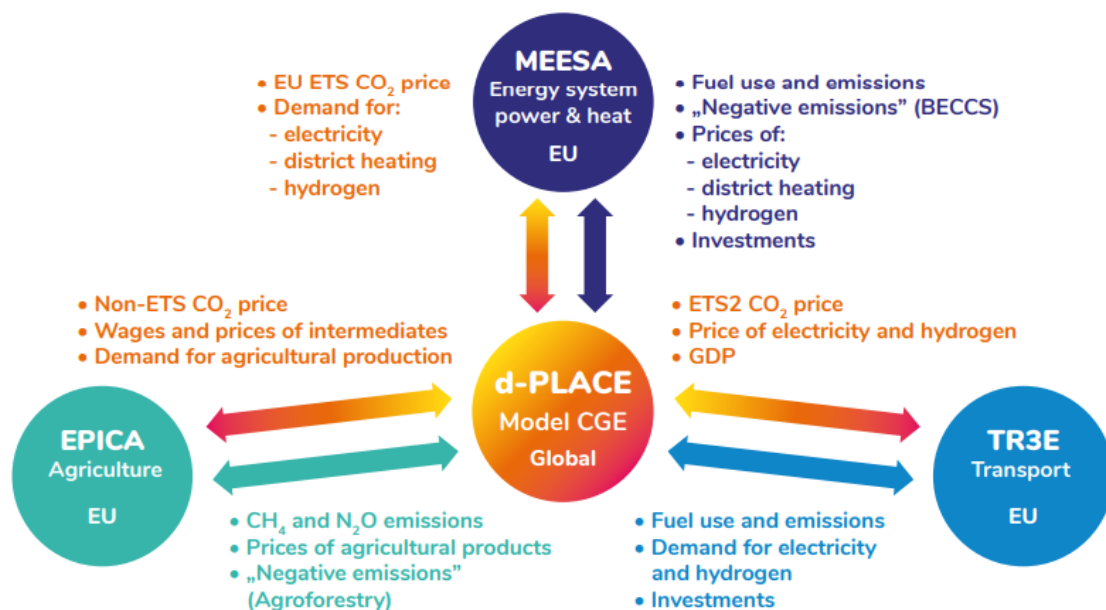 MEESA
Energy system
power & heat
EU
• EU ETS CO₂ price
• Demand for:
- electricity
- district heating
- hydrogen
• Fuel use and emissions
• „Negative emissions” (BECCS)
• Prices of:
- electricity
- district heating
- hydrogen
• Investments
• Non-ETS CO₂ price
• Wages and prices of intermediates
• Demand for agricultural production
• ETS2 CO₂ price
• Price of electricity and hydrogen
• GDP
d-PLACE
Model CGE
Global
EPICA
Agriculture
EU
TR3E
Transport
EU
• CH₄ and N₂O emissions
• Prices of agricultural products
• „Negative emissions”
(Agroforestry)
• Fuel use and emissions
• Demand for electricity
and hydrogen
• Investments